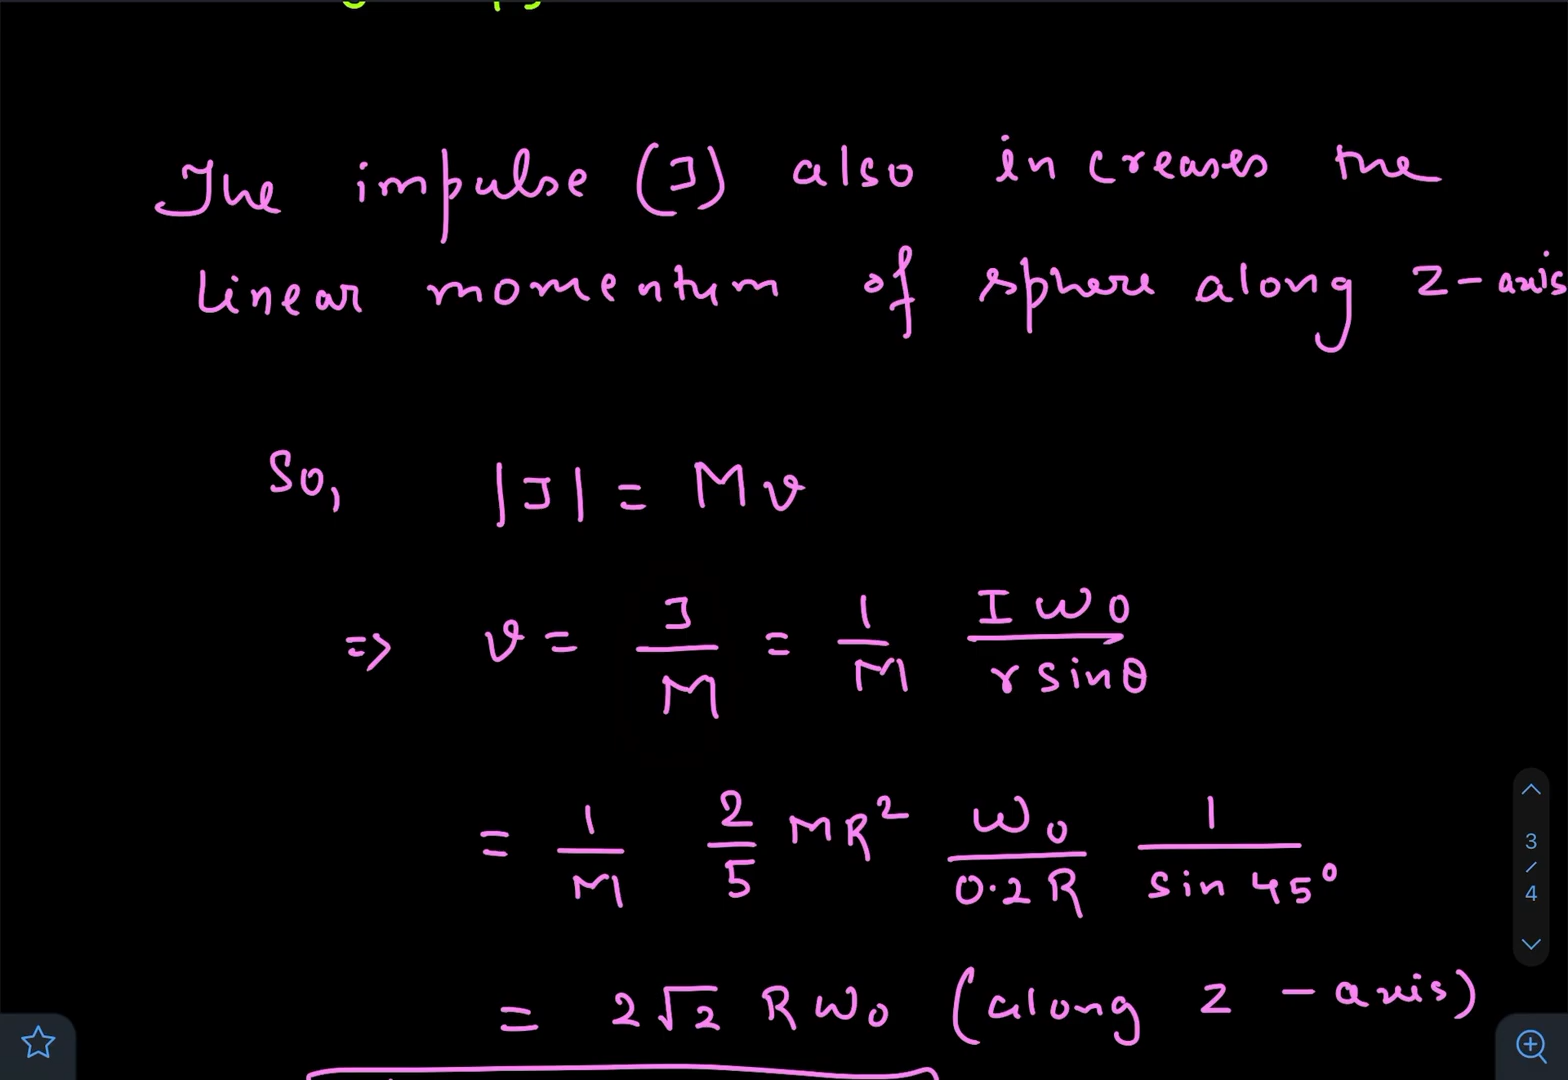 The impulse (J) also increases the
linear momentum of sphere along z-axis
So, |J| = Mv
=> v = J/M = 1/M Iω0/r sinθ
= 1/M 2/5 MR² ω0/0.2R 1/sin 45°
= 2√2 Rω0 (along z-axis)
3
/
4